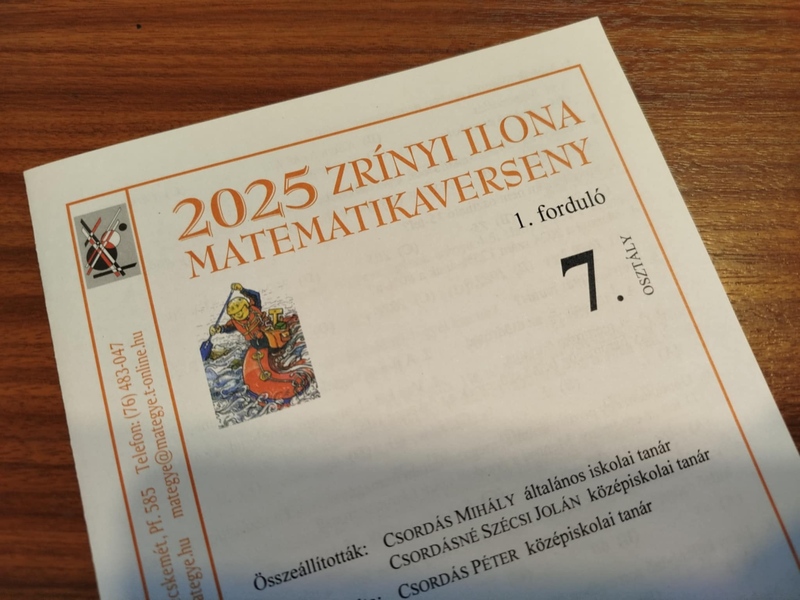 2025 ZRÍNYI ILONA
MATEMATIKAVERSENY
1. forduló
7.
OSZTÁLY
Telefon: (76) 483-047
pf. 585
mategye@mategye.t-online.hu
Összeállították: CSORDÁS MIHÁLY általános iskolai tanár
CSORDÁSNÉ SZÉCSI JOLÁN középiskolai tanár
CSORDÁS PÉTER középiskolai tanár